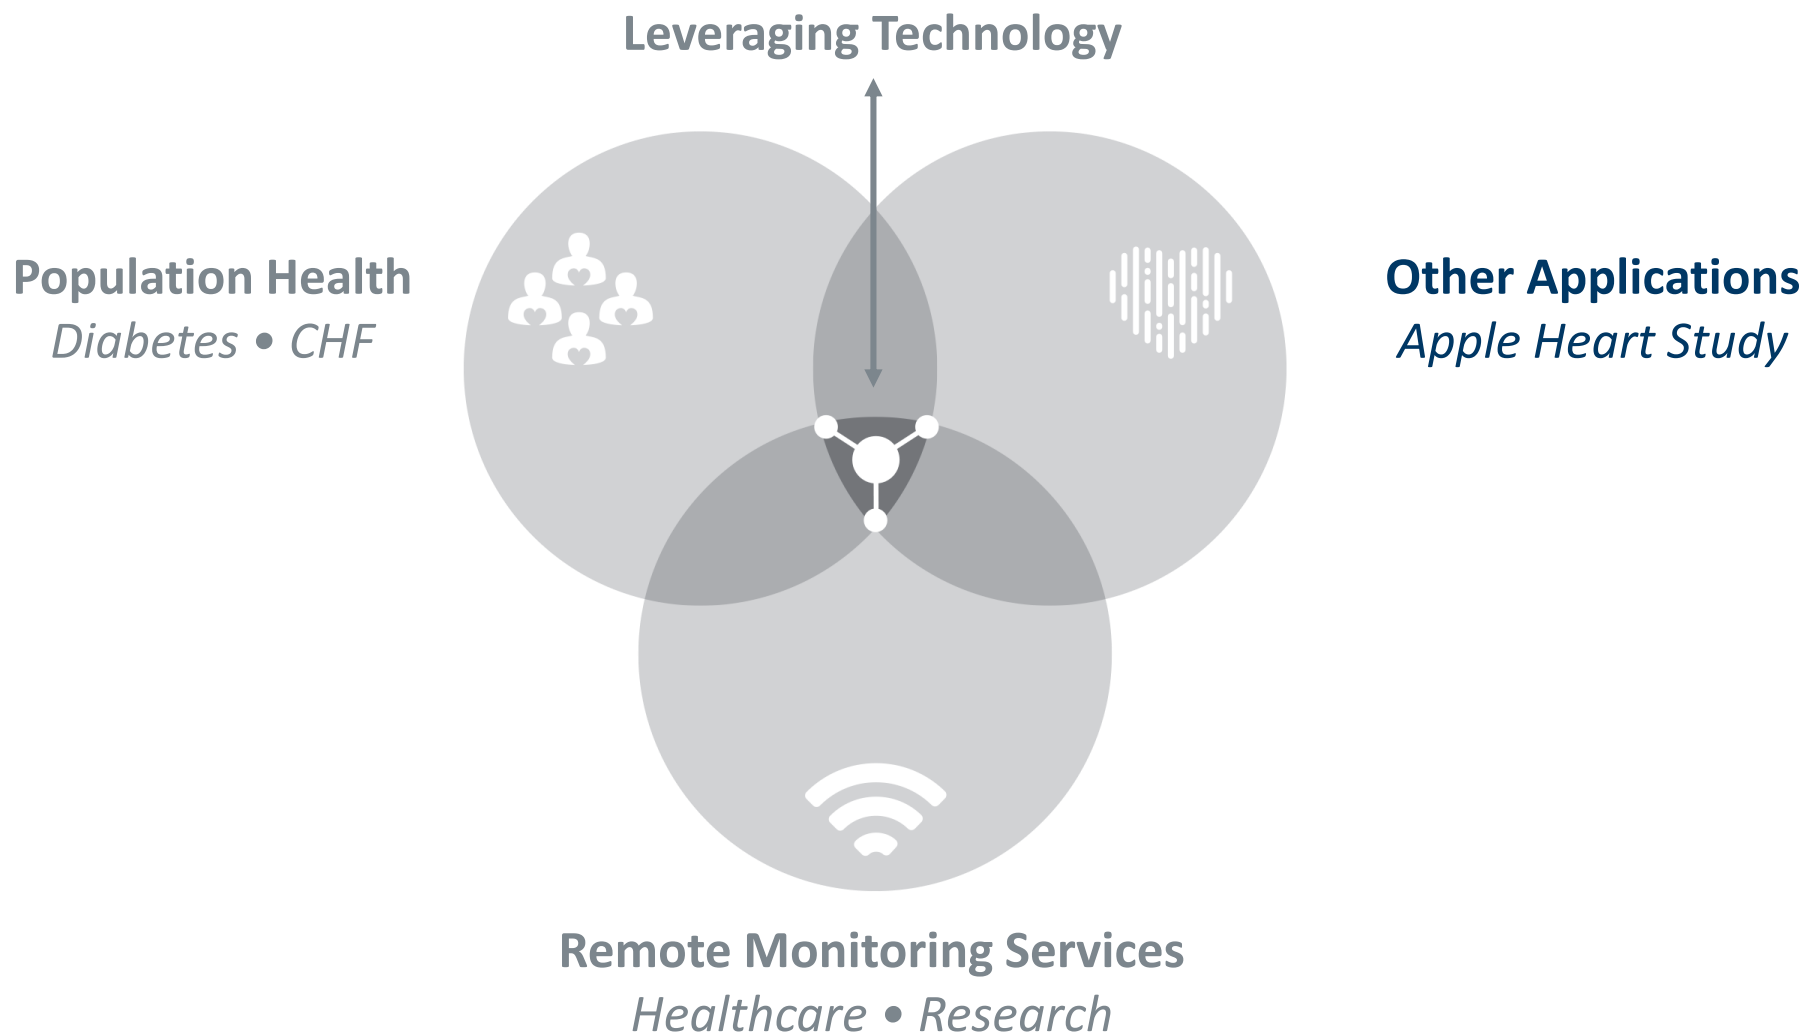 Leveraging Technology
Population Health
Diabetes • CHF
Other Applications
Apple Heart Study
Remote Monitoring Services
Healthcare • Research